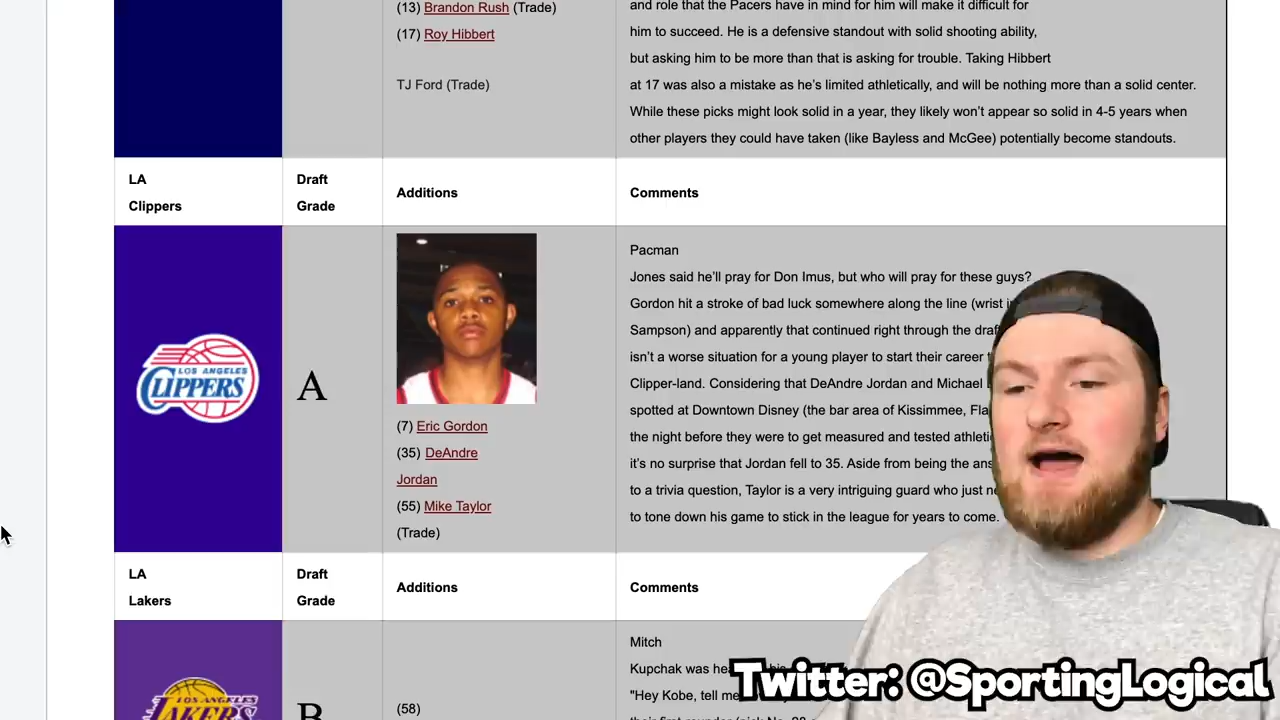 (13) Brandon Rush (Trade)
(17) Roy Hibbert
TJ Ford (Trade)
and role that the Pacers have in mind for him will make it difficult for
him to succeed. He is a defensive standout with solid shooting ability,
but asking him to be more than that is asking for trouble. Taking Hibbert
at 17 was also a mistake as he's limited athletically, and will be nothing more than a solid center.
While these picks might look solid in a year, they likely won't appear so solid in 4-5 years when
other players they could have taken (like Bayless and McGee) potentially become standouts.
LA
Clippers
Draft
Grade
Additions
Comments
LOS ANGELES
CLIPPERS
A
(7) Eric Gordon
(35) DeAndre
Jordan
(55) Mike Taylor
(Trade)
Pacman
Jones said he'll pray for Don Imus, but who will pray for these guys?
Gordon hit a stroke of bad luck somewhere along the line (wrist
Sampson) and apparently that continued right through the
isn't a worse situation for a young player to start their career
Clipper-land. Considering that DeAndre Jordan and Michael
spotted at Downtown Disney (the bar area of Kissimmee,
the night before they were to get measured and tested
it's no surprise that Jordan fell to 35. Aside from being the
to a trivia question, Taylor is a very intriguing guard who just
to tone down his game to stick in the league for years to come.
LA
Lakers
Draft
Grade
Additions
Comments
LOS ANGELES
LAKERS
B
(58)
Mitch
Kupchak was
"Hey Kobe, tell me
Twitter: @SportingLogical